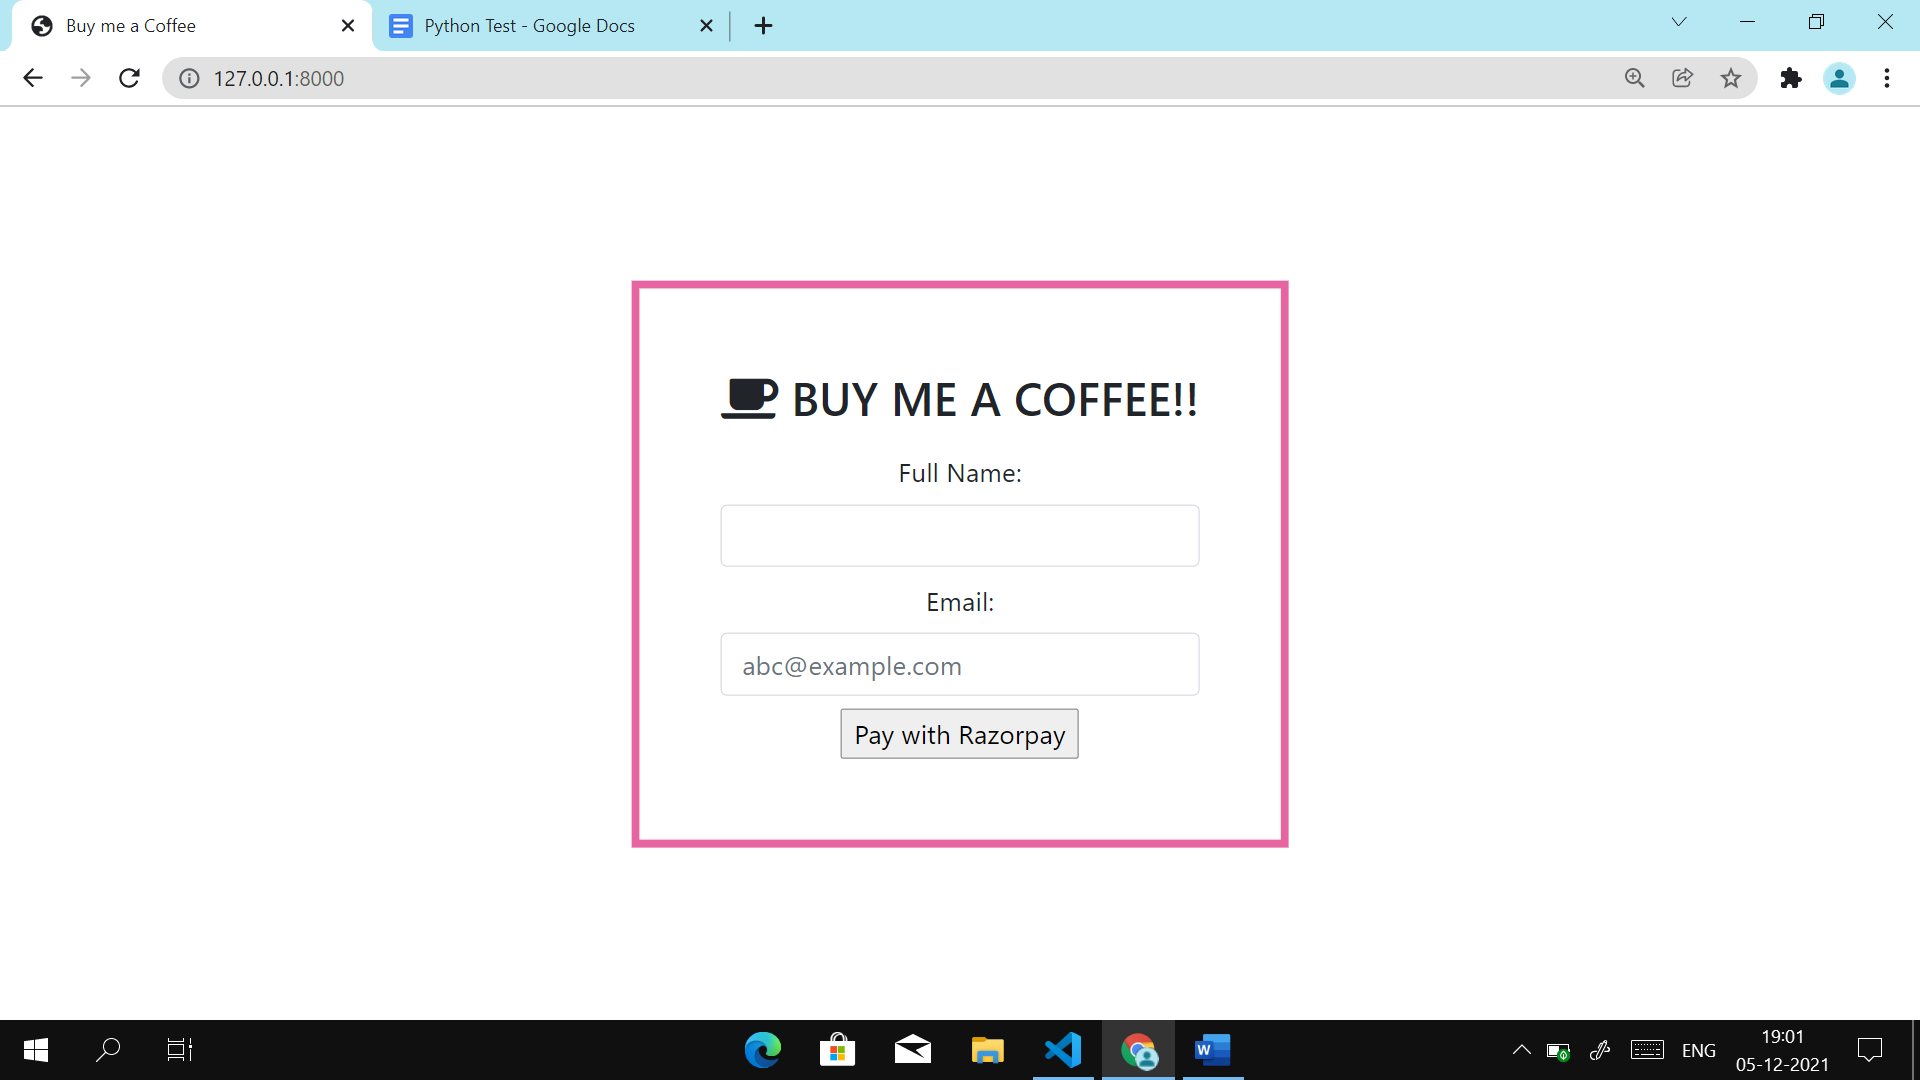 Buy me a Coffee
Python Test - Google Docs
127.0.0.1:8000
BUY ME A COFFEE!!
Full Name:
Email:
abc@example.com
Pay with Razorpay
W
ENG
19:01
05-12-2021